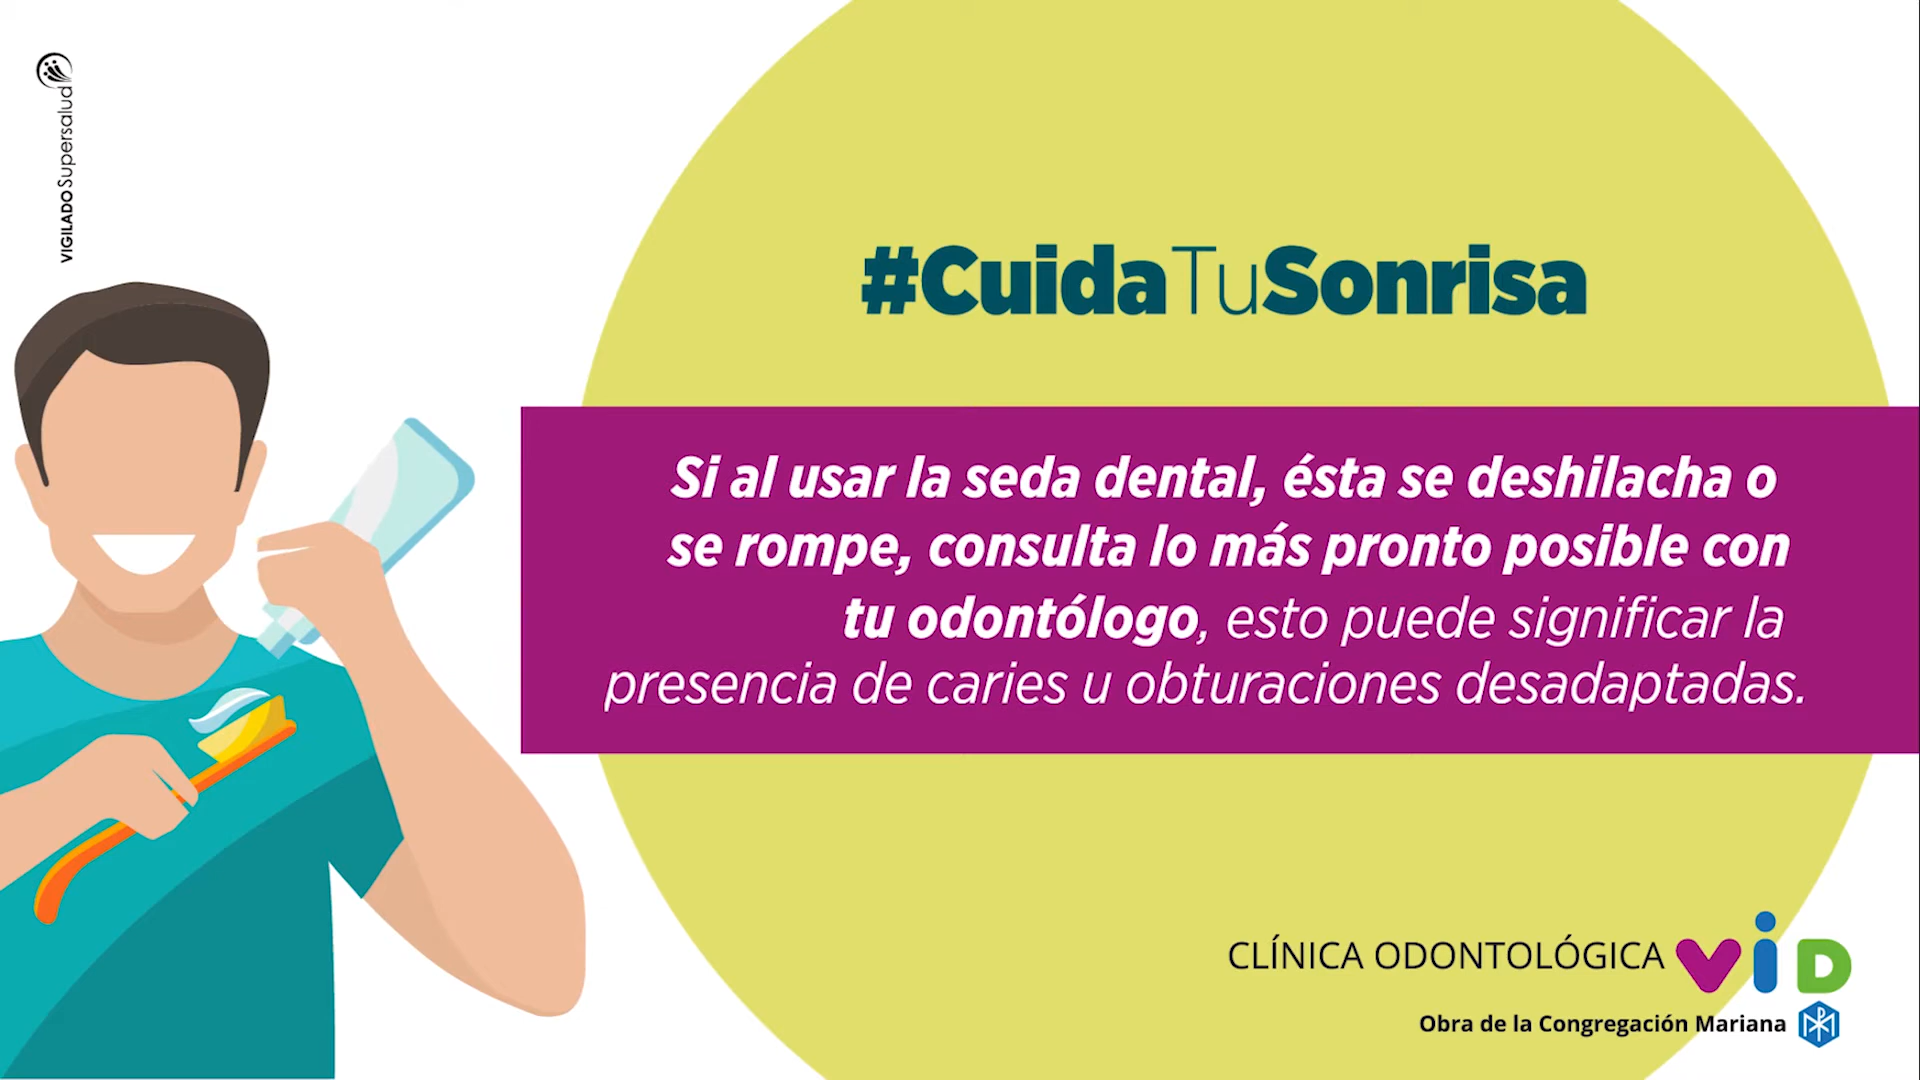 VIGILADO Supersalud
#CuidaTuSonrisa
Si al usar la seda dental, ésta se deshilacha o
se rompe, consulta lo más pronto posible con
tu odontólogo, esto puede significar la
presencia de caries u obturaciones desadaptadas.
CLÍNICA ODONTOLÓGICA ViD
Obra de la Congregación Mariana